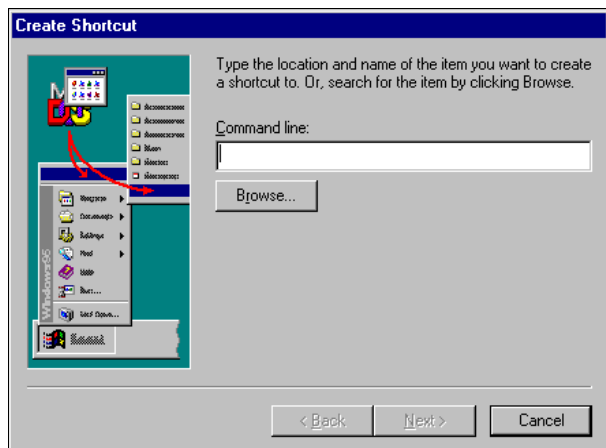 Create Shortcut
Type the location and name of the item you want to create
a shortcut to. Or, search for the item by clicking Browse.
Command line:
Browse...
Windows95
< Back
Next >
Cancel